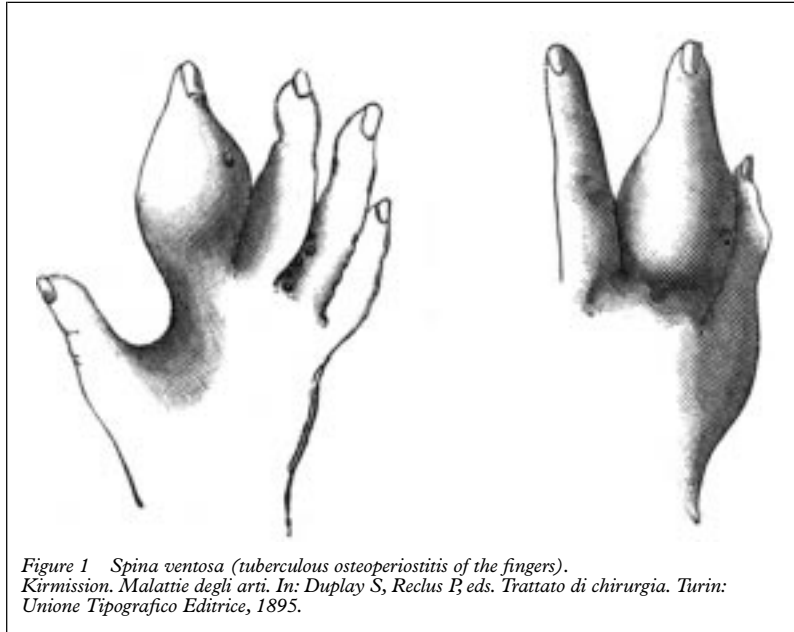 Figure 1 Spina ventosa (tuberculous osteoperiostitis of the fingers).
Kirmission. Malattie degli arti. In: Duplay S, Reclus P, eds. Trattato di chirurgia. Turin:
Unione Tipografico Editrice, 1895.